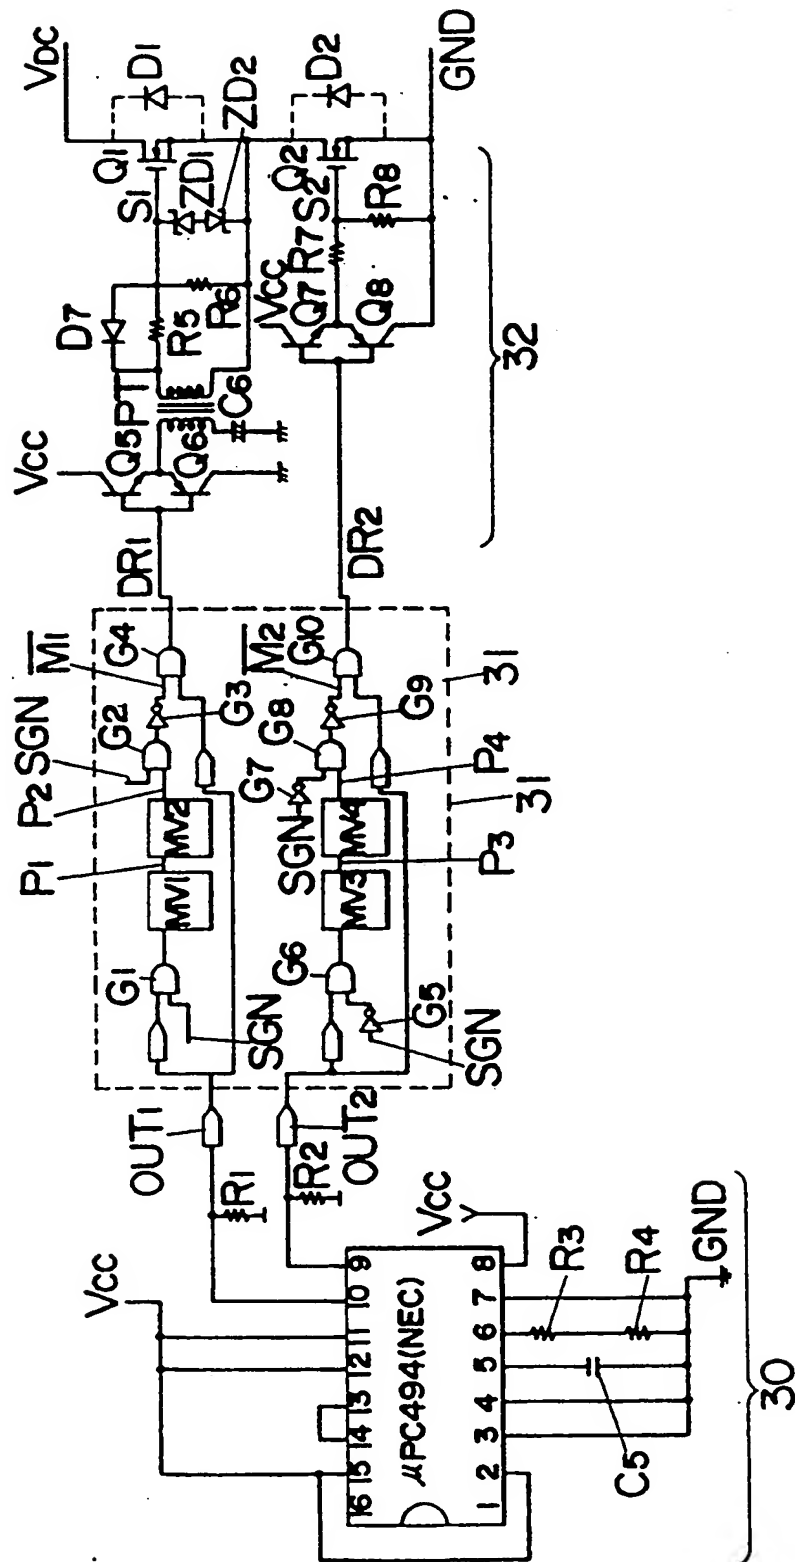 VCC
16 15 14 13 12 11 10 9
μPC494(NEC)
1 2 3 4 5 6 7 8
VCC
C5
R3
R4
GND
30
R1
R2
OUT1
OUT2
G1
SGN
G6
G5
SGN
P1
P2
SGN
MV1
MV2
G2
G3
M1
G4
MV3
MV4
SGN
G7
G8
M2
G10
G9
P3
P4
31
31
DR1
DR2
VCC
Q5
Q6
PT
C6
D7
R5
R6
VCC
Q7
Q8
R7
S2
R8
S1
ZD1
ZD2
Q1
Q2
D1
D2
VDC
GND
32